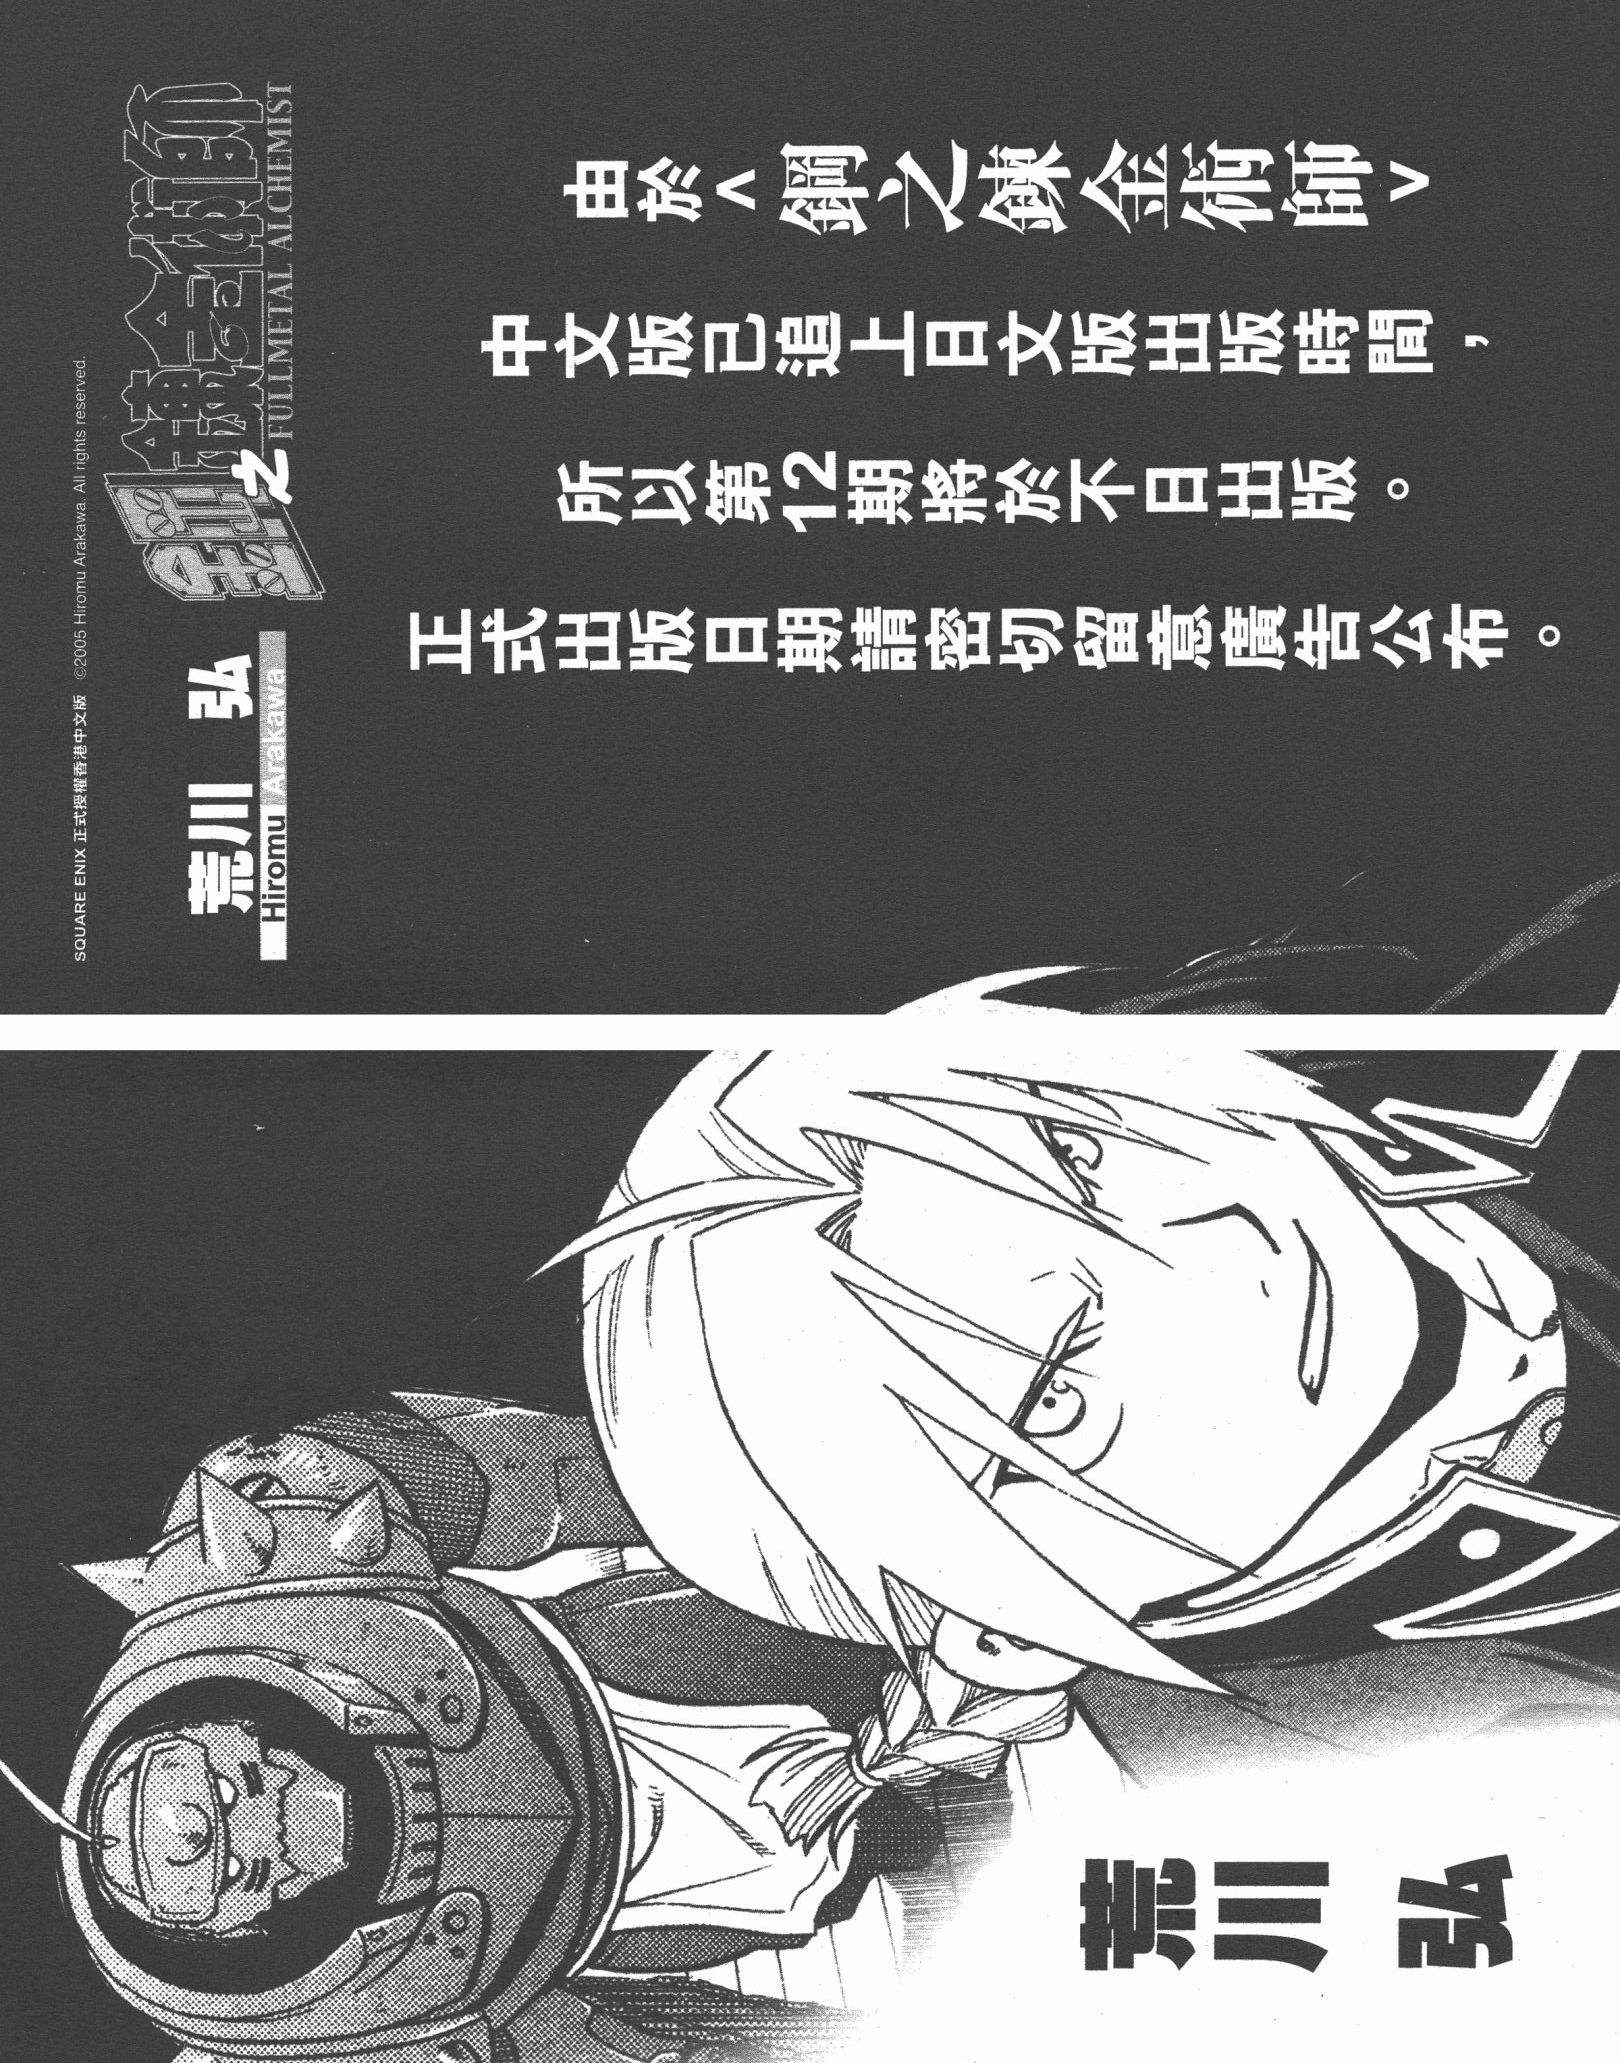 由於<鋼之鍊金術師>
中文版已追上日文版出版時間，
所以第12期將於不日出版。
正式出版日期請密切留意廣告公布。
鋼之鍊金術師
FULLMETAL ALCHEMIST
荒川 弘
Hiromu Arakawa
SQUARE ENIX 正式授權香港中文版 ©2005 Hiromu Arakawa. All rights reserved.
荒川 弘